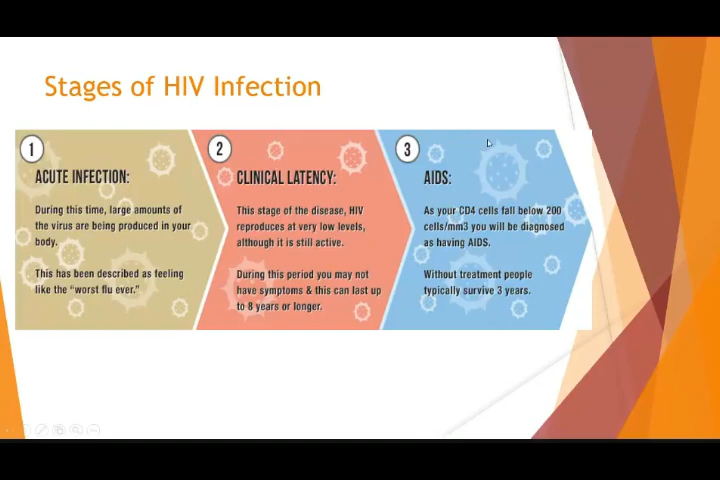 Stages of HIV Infection
1
ACUTE INFECTION:
During this time, large amounts of
the virus are being produced in your
body.
This has been described as feeling
like the "worst flu ever."
2
CLINICAL LATENCY:
This stage of the disease, HIV
reproduces at very low levels,
although it is still active.
During this period you may not
have symptoms & this can last up
to 8 years or longer.
3
AIDS:
As your CD4 cells fall below 200
cells/mm3 you will be diagnosed
as having AIDS.
Without treatment people
typically survive 3 years.